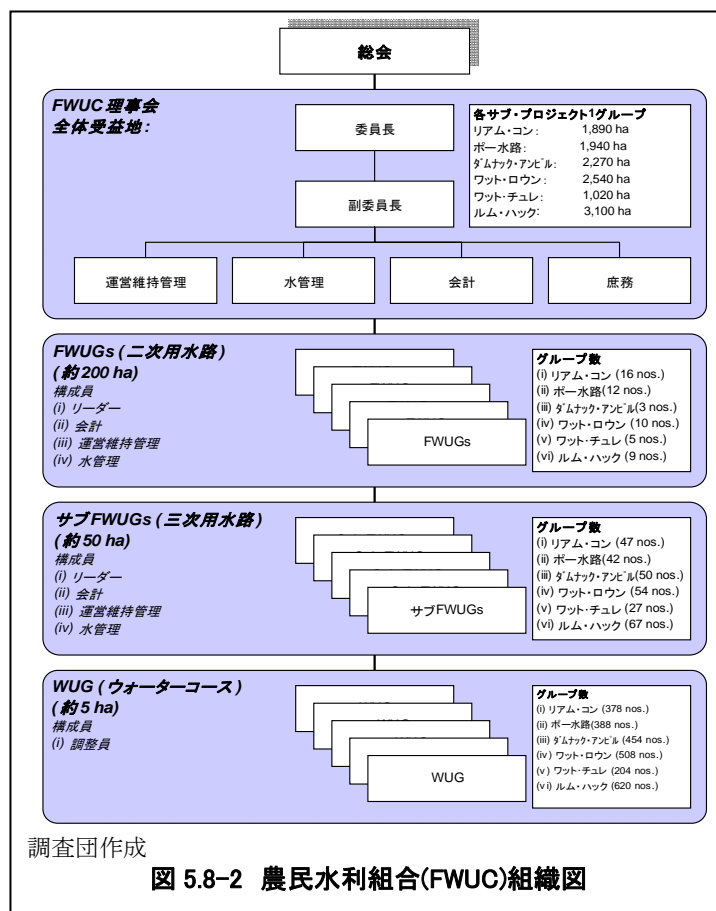 総会
FWUC 理事会
全体受益地:
委員長
副委員長
各サブ・プロジェクト1グループ
リアム・コン: 1,890 ha
ポー水路: 1,940 ha
ダムナック・アンピル: 2,270 ha
ワット・ロウン: 2,540 ha
ワット・チュレ: 1,020 ha
ルム・ハック: 3,100 ha
運営維持管理
水管理
会計
庶務
FWUGs (二次用水路)
(約200 ha)
構成員
(i) リーダー
(ii) 会計
(iii) 運営維持管理
(iv) 水管理
FWUGs
グループ数
(i) リアム・コン (16 nos.)
(ii) ポー水路 (12 nos.)
(iii) ダムナック・アンピル(3 nos.)
(iv) ワット・ロウン (10 nos.)
(v) ワット・チュレ (5 nos.)
(vi) ルム・ハック (9 nos.)
サブFWUGs (三次用水路)
(約50 ha)
構成員
(i) リーダー
(ii) 会計
(iii) 運営維持管理
(iv) 水管理
サブFWUGs
グループ数
(i) リアム・コン (47 nos.)
(ii) ポー水路(42 nos.)
(iii) ダムナック・アンピル(50 nos.)
(iv) ワット・ロウン (54 nos.)
(v) ワット・チュレ (27 nos.)
(vi) ルム・ハック (67 nos.)
WUG (ウォーターコース)
(約5 ha)
構成員
(i) 調整員
WUG
グループ数
(i) リアム・コン (378 nos.)
(ii) ポー水路(388 nos.)
(iii) ダムナック・アンピル (454 nos.)
(iv) ワット・ロウン (508 nos.)
(v) ワット・チュレ (204 nos.)
(vi) ルム・ハック (620 nos.)
調査団作成
図 5.8-2 農民水利組合(FWUC)組織図